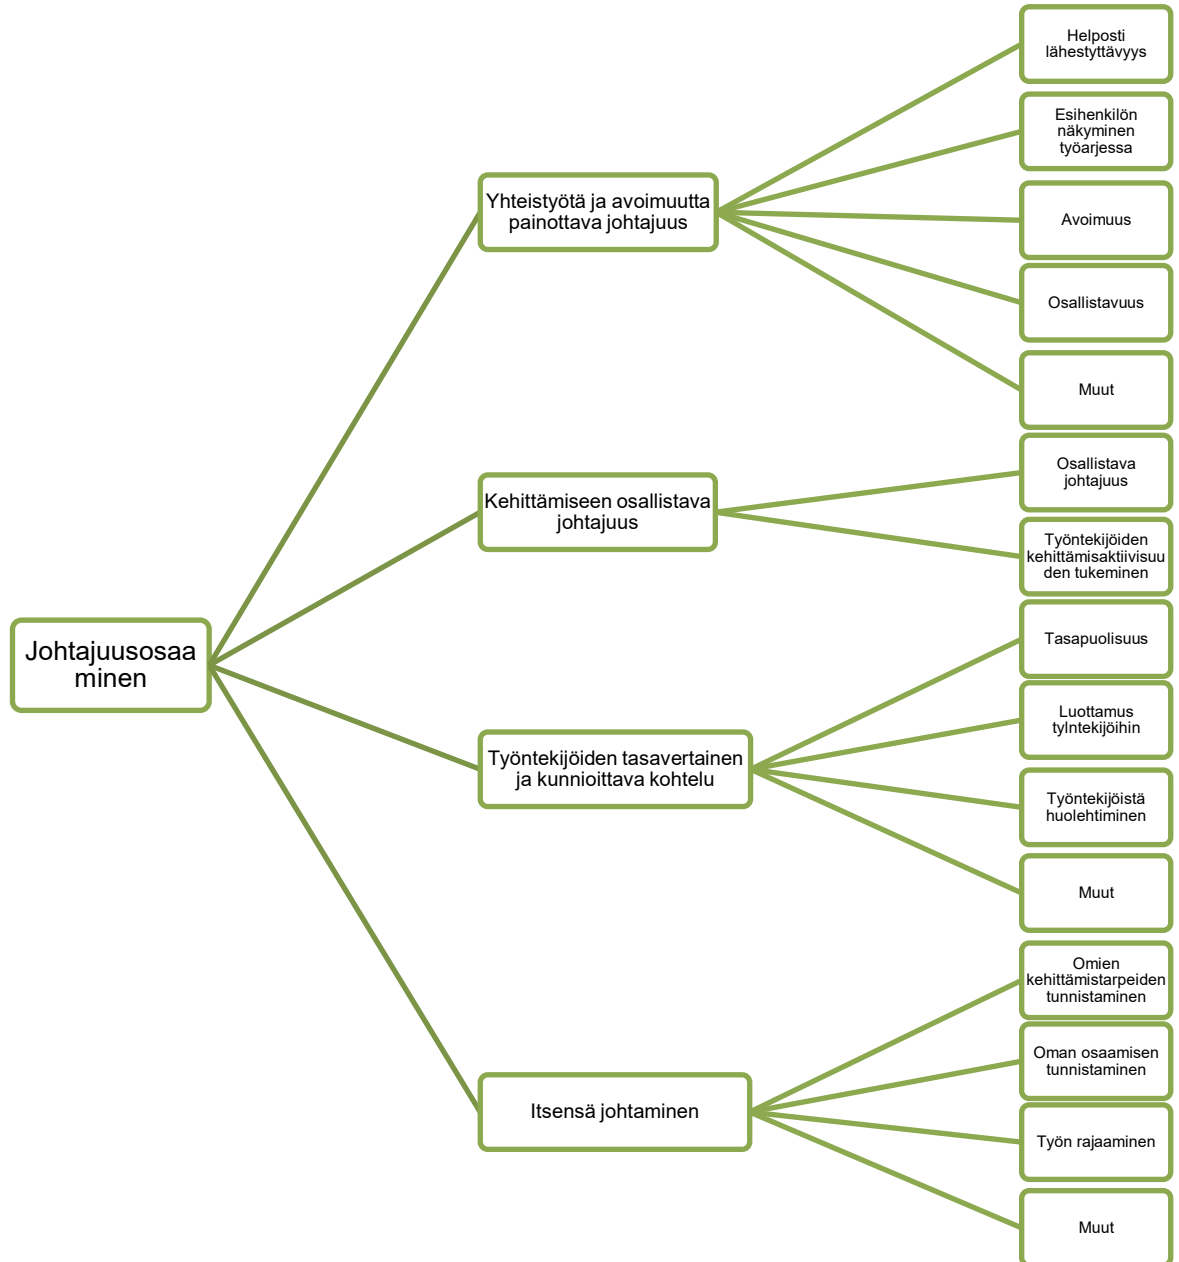 Helposti
lähestyttävyys
Esihenkilön
näkyminen
työarjessa
Yhteistyötä ja avoimuutta
painottava johtajuus
Avoimuus
Osallistavuus
Muut
Kehittämiseen osallistava
johtajuus
Osallistava
johtajuus
Työntekijöiden
kehittämisaktiivisuu
den tukeminen
Johtajuusosaa
minen
Työntekijöiden tasavertainen
ja kunnioittava kohtelu
Tasapuolisuus
Luottamus
tylntekijöihin
Työntekijöistä
huolehtiminen
Muut
Itsensä johtaminen
Omien
kehittämistarpeiden
tunnistaminen
Oman osaamisen
tunnistaminen
Työn rajaaminen
Muut